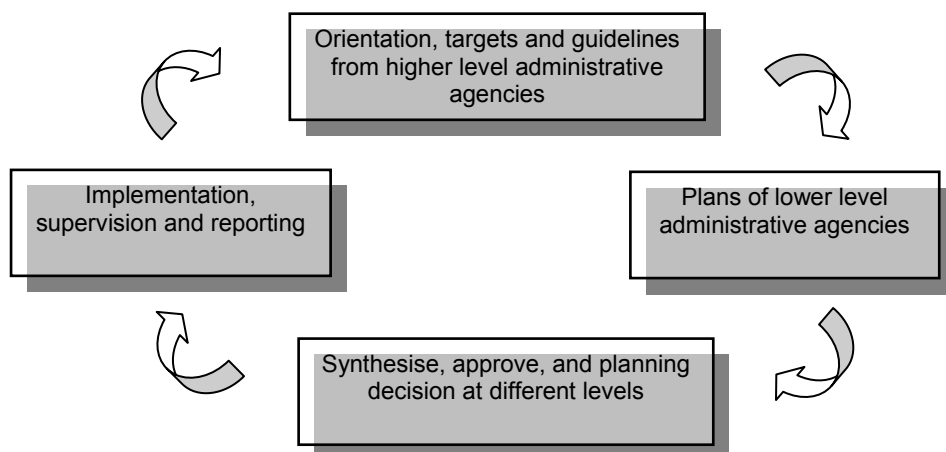 Orientation, targets and guidelines
from higher level administrative
agencies
Implementation,
supervision and reporting
Plans of lower level
administrative agencies
Synthesise, approve, and planning
decision at different levels